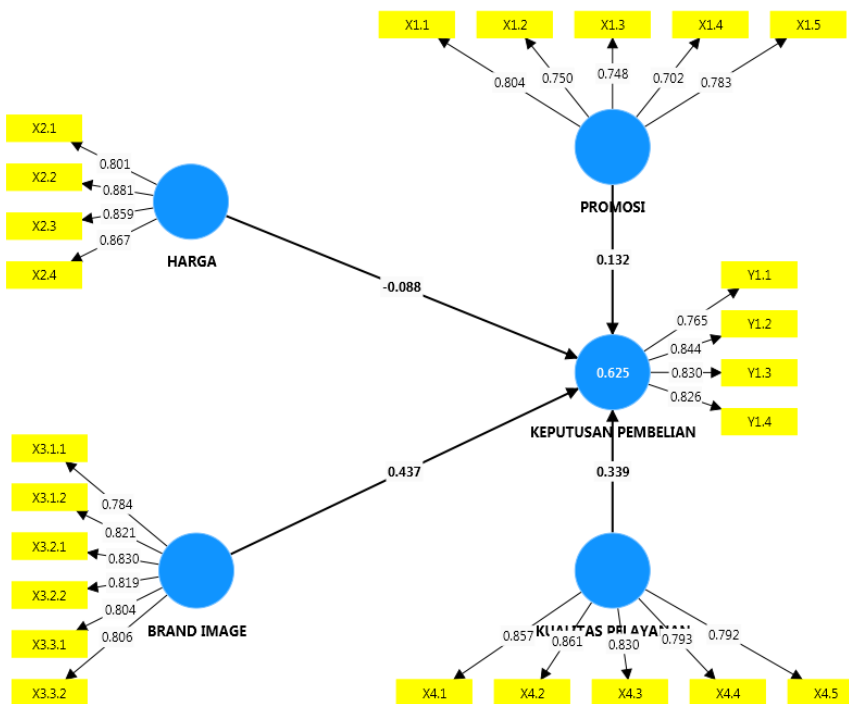 X1.1 X1.2 X1.3 X1.4 X1.5
0.804 0.750 0.748 0.702 0.783
PROMOSI
X2.1
X2.2
X2.3
X2.4
0.801
0.881
0.859
0.867
HARGA
-0.088
0.132
Y1.1
Y1.2
Y1.3
Y1.4
0.765
0.844
0.830
0.826
0.625
KEPUTUSAN PEMBELIAN
0.437
0.339
X3.1.1
X3.1.2
X3.2.1
X3.2.2
X3.3.1
X3.3.2
0.784
0.821
0.830
0.819
0.804
0.806
BRAND IMAGE
KUALITAS PELAYANAN
0.857 0.861 0.830 0.793 0.792
X4.1 X4.2 X4.3 X4.4 X4.5